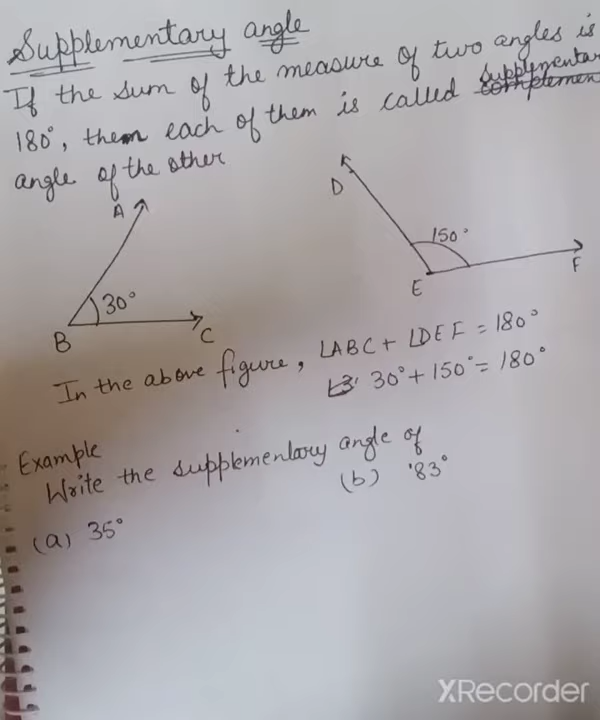 Supplementary angle
If the sum of the measure of two angles is
180°, them each of them is called supplymentar
angle of the other
A
D
30°
150°
B
C
E
F
In the above figure, ∠ABC + ∠DEF = 180°
30° + 150° = 180°
Example
Write the supplementary angle of
(a) 35°
(b) 83°
XRecorder